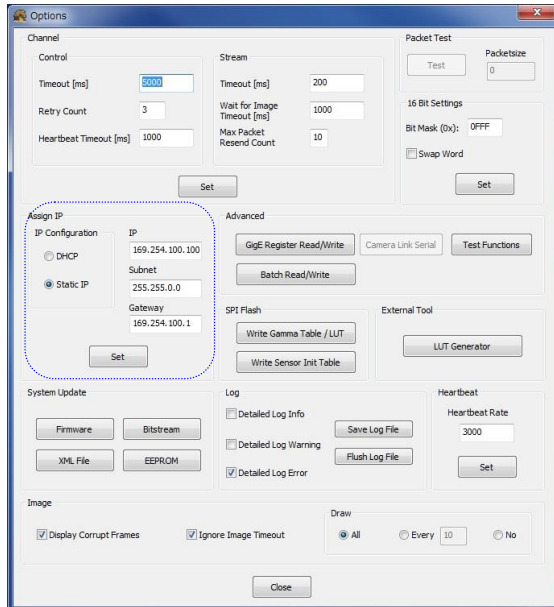 Options
Channel
Control
Timeout [ms]
5000
Retry Count
3
Heartbeat Timeout [ms]
1000
Stream
Timeout [ms]
200
Wait for Image
Timeout [ms]
1000
Max Packet
Resend Count
10
Set
Packet Test
Test
Packetsize
0
16 Bit Settings
Bit Mask (0x):
0FFF
Swap Word
Set
Assign IP
IP Configuration
DHCP
Static IP
IP
169.254.100.100
Subnet
255.255.0.0
Gateway
169.254.100.1
Set
Advanced
GigE Register Read/Write
Camera Link Serial
Test Functions
Batch Read/Write
SPI Flash
Write Gamma Table / LUT
Write Sensor Init Table
External Tool
LUT Generator
System Update
Firmware
Bitstream
XML File
EEPROM
Log
Detailed Log Info
Detailed Log Warning
Detailed Log Error
Save Log File
Flush Log File
Heartbeat
Heartbeat Rate
3000
Set
Image
Display Corrupt Frames
Ignore Image Timeout
Draw
All
Every
10
No
Close